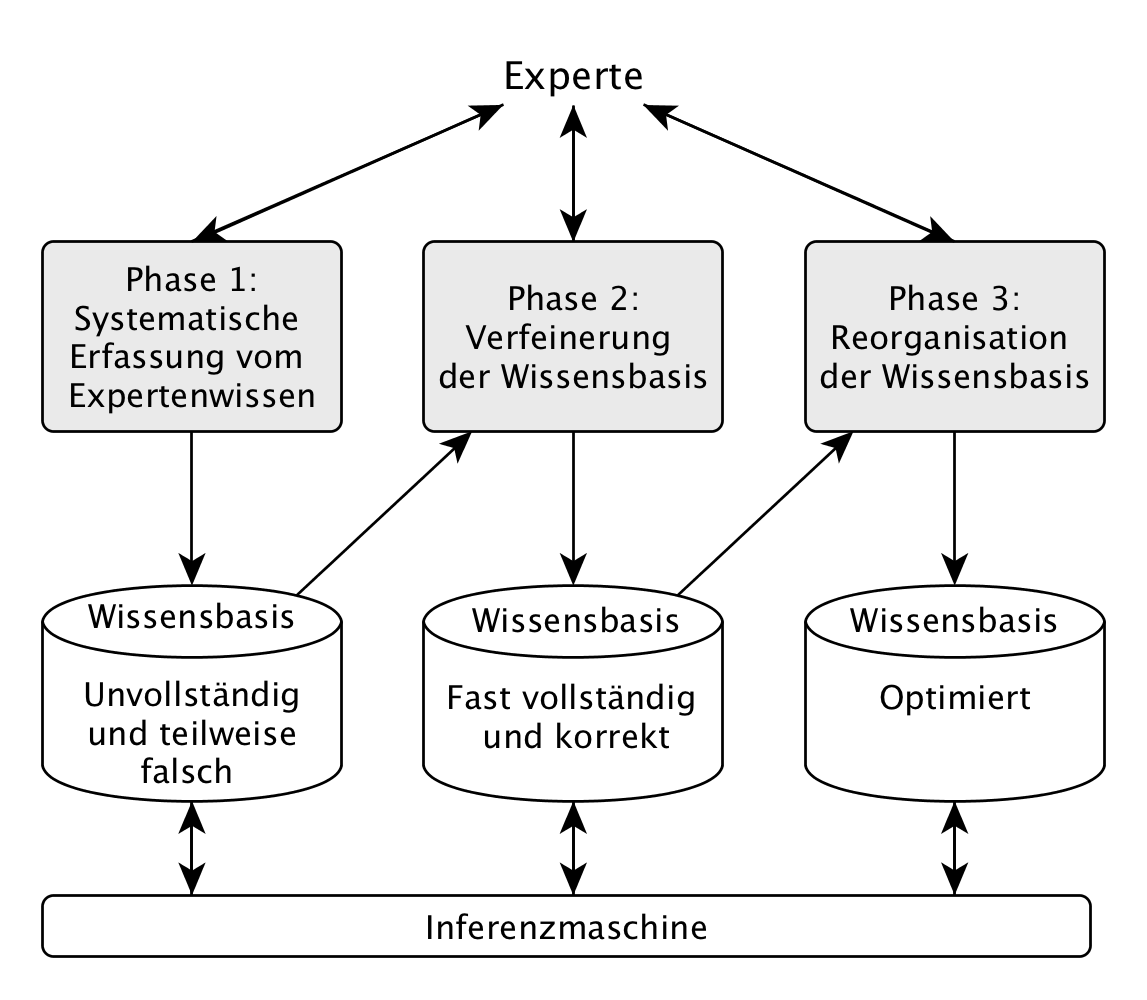 Experte
Phase 1:
Systematische
Erfassung vom
Expertenwissen
Phase 2:
Verfeinerung
der Wissensbasis
Phase 3:
Reorganisation
der Wissensbasis
Wissensbasis
Unvollständig
und teilweise
falsch
Wissensbasis
Fast vollständig
und korrekt
Wissensbasis
Optimiert
Inferenzmaschine